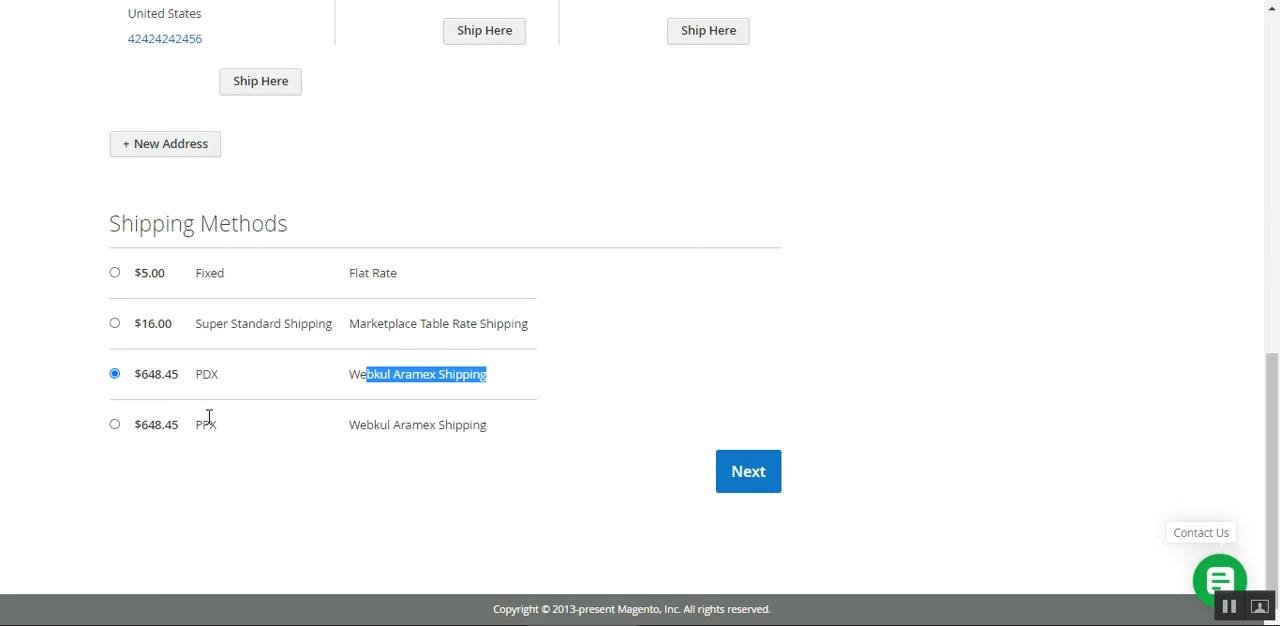 United States
42424242456
Ship Here
Ship Here
Ship Here
+ New Address
Shipping Methods
$5.00 Fixed Flat Rate
$16.00 Super Standard Shipping Marketplace Table Rate Shipping
$648.45 PDX Webkul Aramex Shipping
$648.45 PPX Webkul Aramex Shipping
Next
Contact Us
Copyright © 2013-present Magento, Inc. All rights reserved.